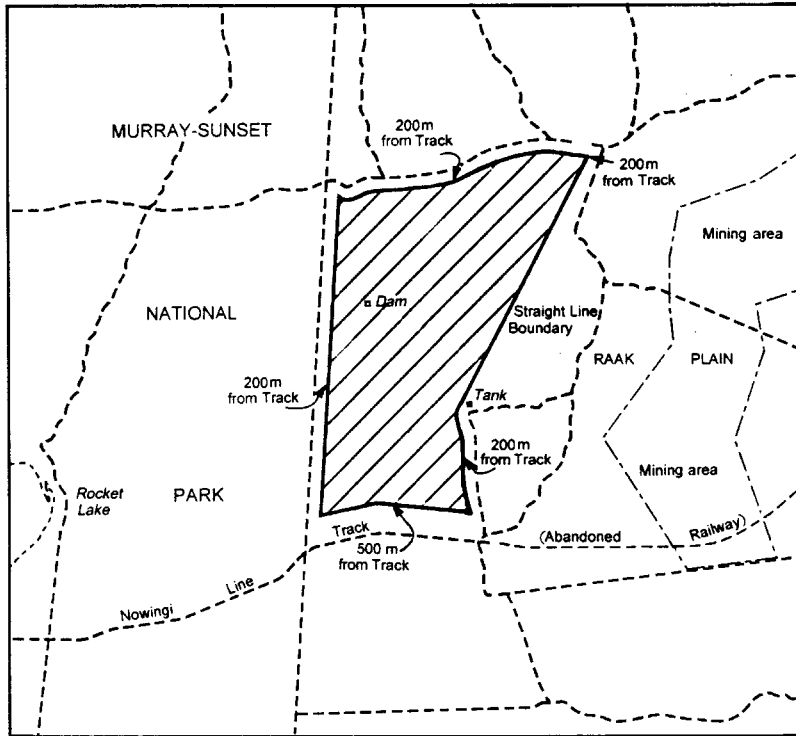 MURRAY-SUNSET
200m
from Track
200m
from Track
Mining area
Dam
NATIONAL
Straight Line
Boundary
RAAK
PLAIN
200m
from Track
Tank
200m
from Track
Mining area
Rocket
Lake
PARK
Track
(Abandoned
Railway)
500 m
from Track
Line
Nowingi